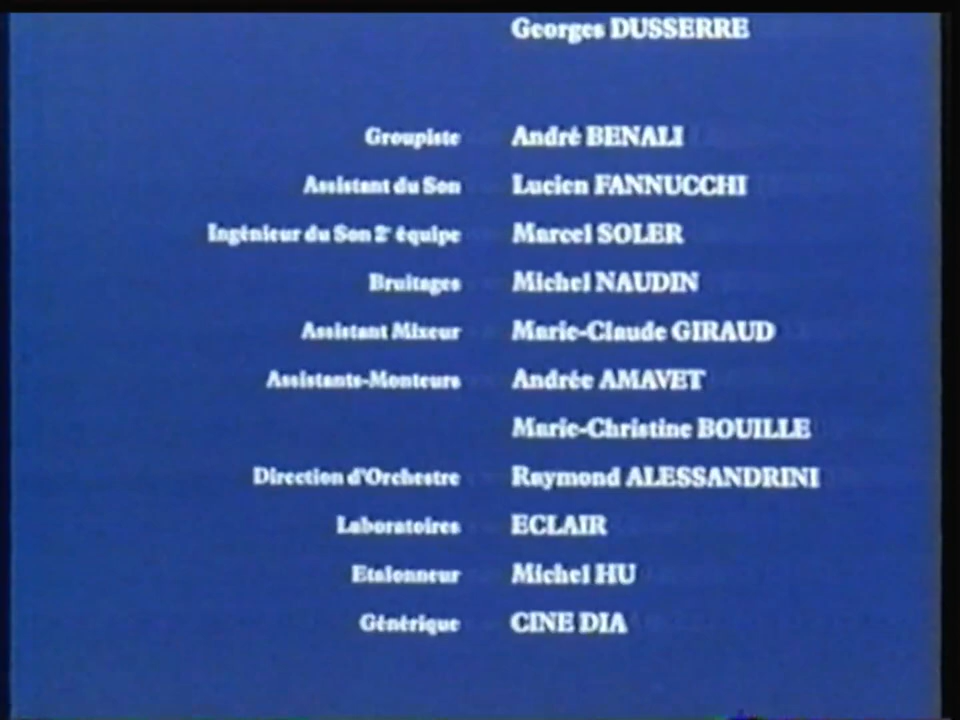 Georges DUSSERRE
Groupiste André BENALI
Assistant du Son Lucien FANNUCCHI
Ingénieur du Son 2e équipe Marcel SOLER
Bruitages Michel NAUDIN
Assistant Mixeur Marie-Claude GIRAUD
Assistants-Monteurs Andrée AMAVET
Marie-Christine BOUILLE
Direction d'Orchestre Raymond ALESSANDRINI
Laboratoires ECLAIR
Etalonneur Michel HU
Générique CINE DIA